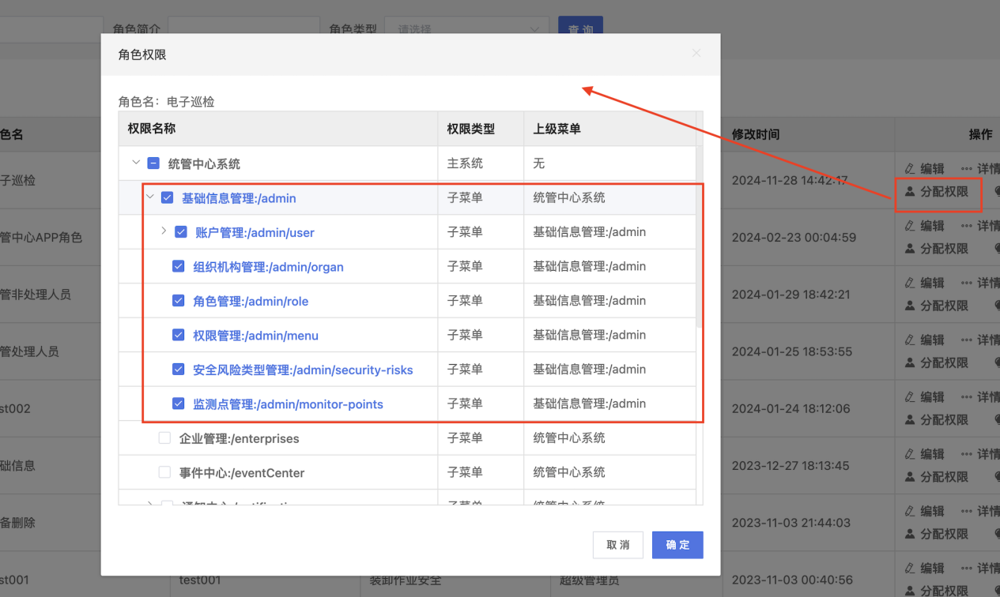 角色简介
角色类型
请选择
查 询
角色权限
角色名：电子巡检
权限名称
权限类型
上级菜单
统管中心系统
主系统
无
基础信息管理:/admin
子菜单
统管中心系统
账户管理:/admin/user
子菜单
基础信息管理:/admin
组织机构管理:/admin/organ
子菜单
基础信息管理:/admin
角色管理:/admin/role
子菜单
基础信息管理:/admin
权限管理:/admin/menu
子菜单
基础信息管理:/admin
安全风险类型管理:/admin/security-risks
子菜单
基础信息管理:/admin
监测点管理:/admin/monitor-points
子菜单
基础信息管理:/admin
企业管理:/enterprises
子菜单
统管中心系统
事件中心:/eventCenter
子菜单
统管中心系统
取 消
确 定
色名
修改时间
操作
子巡检
2024-11-28 14:42:17
编辑
详情
分配权限
管中心APP角色
2024-02-23 00:04:59
编辑
详情
分配权限
管非处理人员
2024-01-29 18:42:21
编辑
详情
分配权限
管处理人员
2024-01-25 18:53:55
编辑
详情
分配权限
st002
2024-01-24 18:12:06
编辑
详情
分配权限
础信息
2023-12-27 18:13:45
编辑
详情
分配权限
备删除
2023-11-03 21:44:03
编辑
详情
分配权限
st001
test001
装卸作业安全
超级管理员
2023-11-03 00:40:56
编辑
详情
分配权限